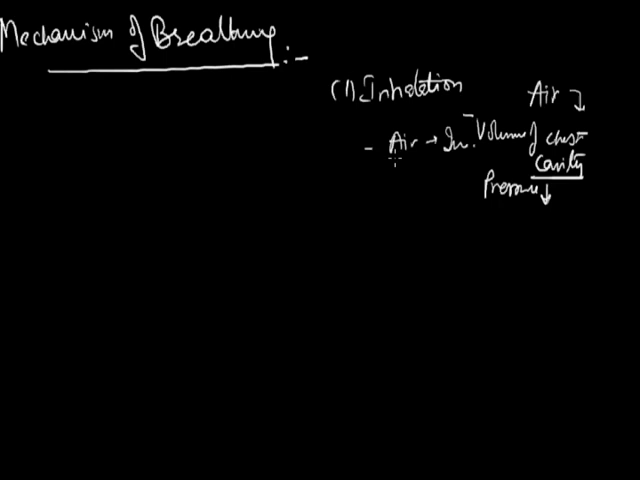 Mechanism of Breathing :-
(1) Inhalation
Air ↓
- Air → In.
Volume of chest
cavity
Pressure ↓